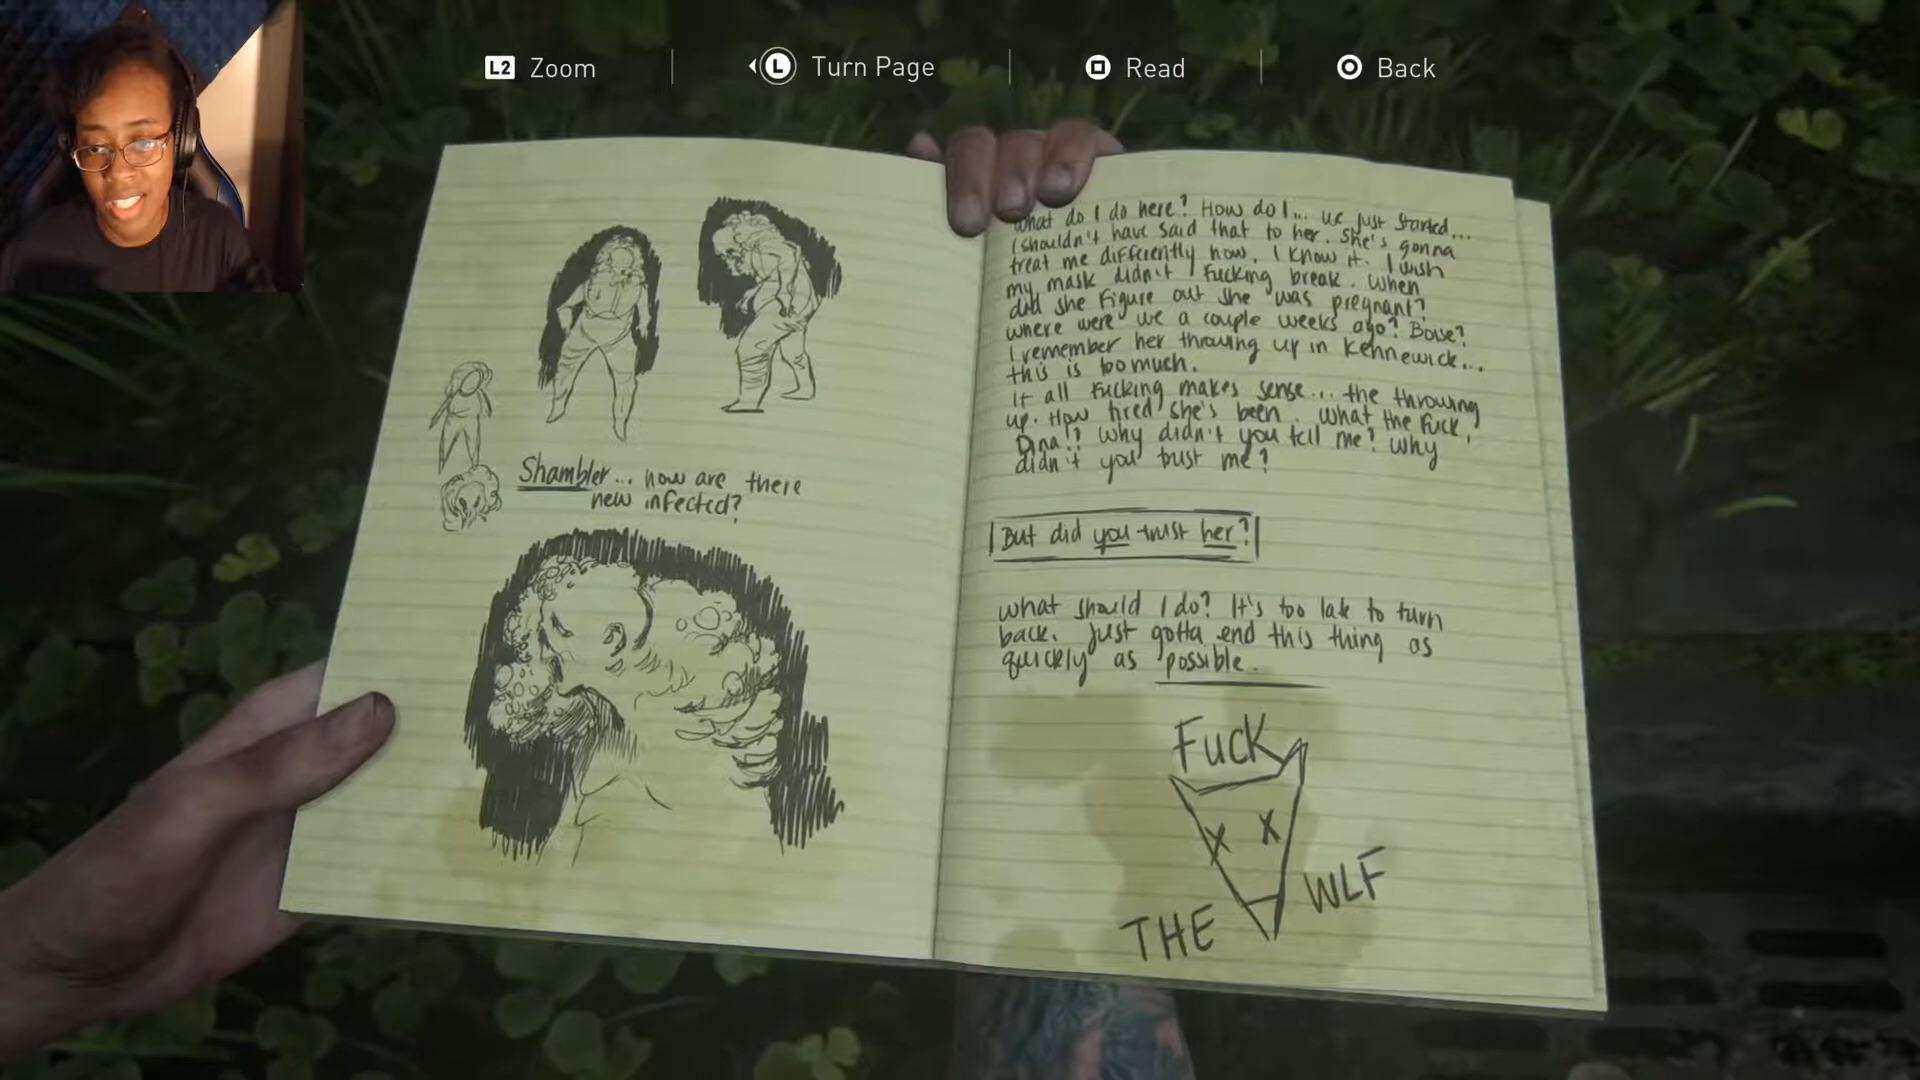 L2 Zoom
L Turn Page
Read
Back
Shambler... how are there
new infected?
What do I do here? How do I... we just started...
I shouldn't have said that to her. She's gonna
treat me differently now, I know it. I wish
my mask didn't fucking break. When
did she figure out she was pregnant?
where were we a couple weeks ago? Boise?
I remember her throwing up in Kennewick...
this is too much.
It all fucking makes sense... the throwing
up. How tired she's been. What the fuck,
Dina!? Why didn't you tell me? Why
didn't you trust me?
But did you trust her?
what should I do? It's too late to turn
back. Just gotta end this thing as
quickly as possible.
Fuck
X X
THE WLF